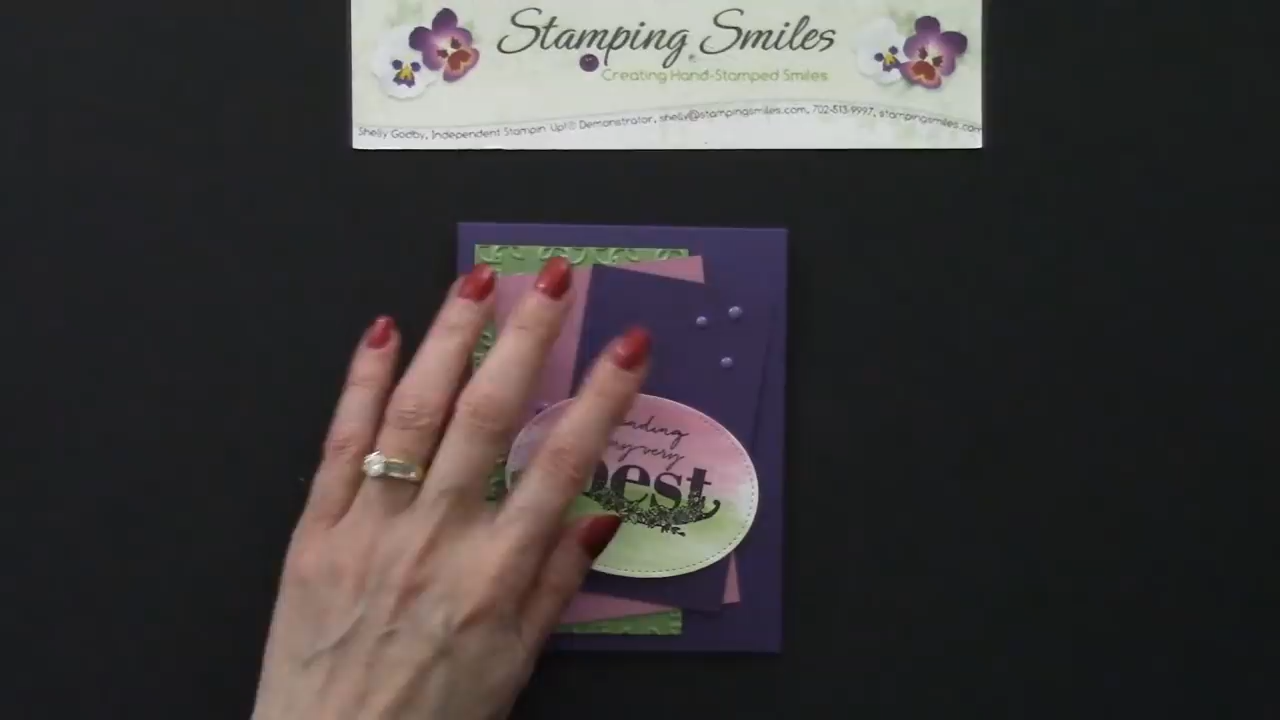 Stamping Smiles
Creating Hand-Stamped Smiles
Shelly Godby, Independent Stampin' Up!® Demonstrator, shelly@stampingsmiles.com, 702-513-9997, stampingsmiles.com
very
best